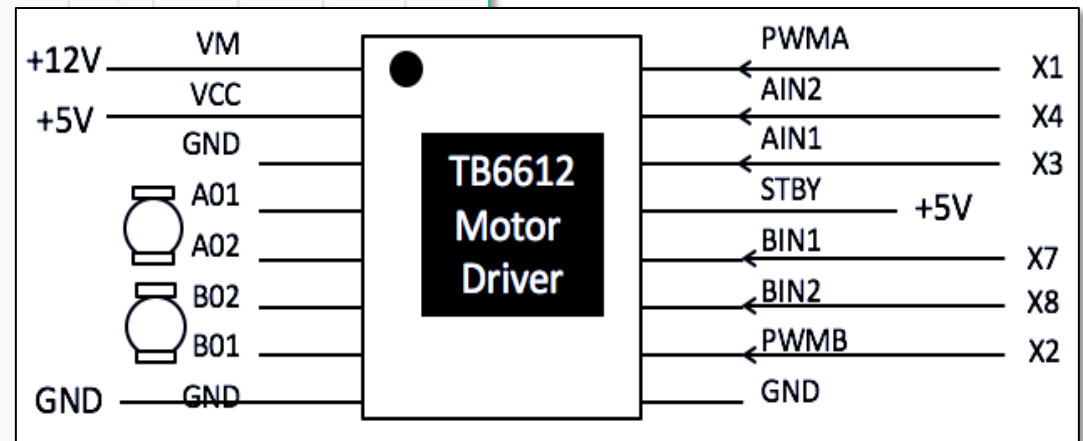 VM
+12V
VCC
+5V
GND
A01
A02
B02
B01
GND
GND
TB6612
Motor
Driver
PWMA
X1
AIN2
X4
AIN1
X3
STBY
+5V
BIN1
X7
BIN2
X8
PWMB
X2
GND